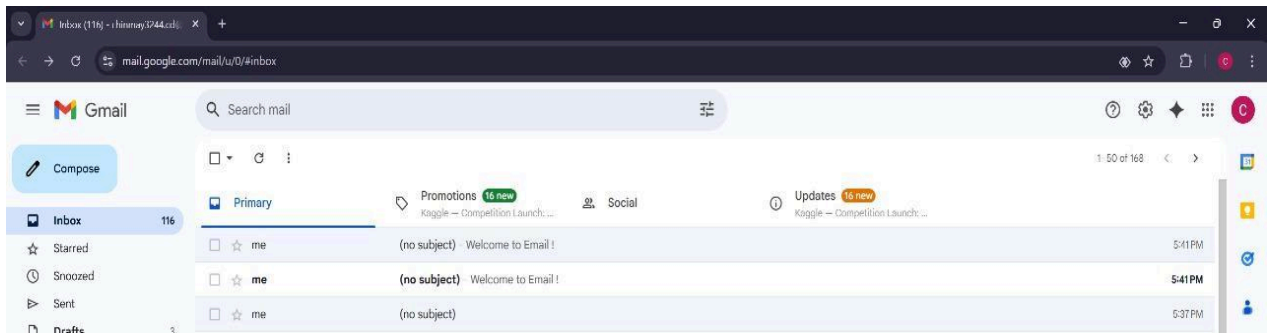 Inbox (116) -
mail.google.com/mail/u/0/#inbox
C
Gmail
Search mail
C
Compose
1-50 of 168
31
Primary
Promotions 16 new
Kaggle — Competition Launch: ...
Social
Updates 16 new
Kaggle — Competition Launch: ...
Inbox 116
me (no subject) - Welcome to Email ! 5:41 PM
Starred
me (no subject) - Welcome to Email ! 5:41 PM
Snoozed
Sent
me (no subject) 5:37 PM
Drafts 3